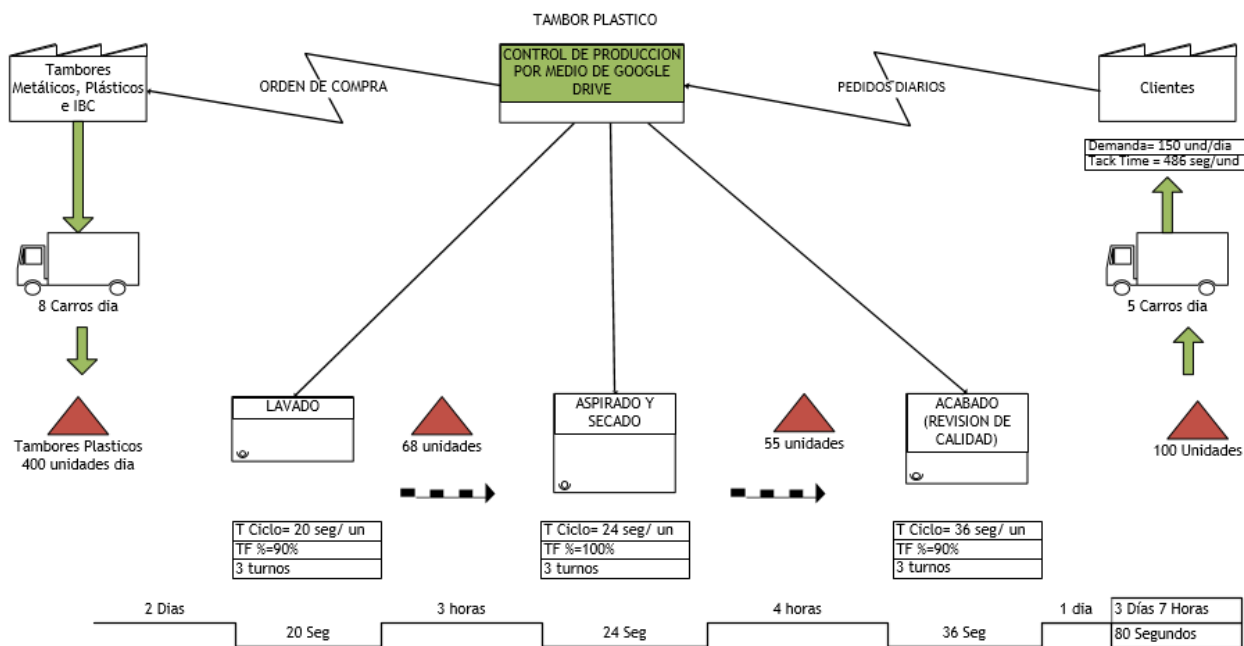 TAMBOR PLASTICO
Tambores
Metálicos, Plásticos
e IBC
ORDEN DE COMPRA
CONTROL DE PRODUCCION
POR MEDIO DE GOOGLE
DRIVE
PEDIDOS DIARIOS
Clientes
Demanda= 150 und/dia
Tack Time = 486 seg/und
8 Carros dia
5 Carros dia
Tambores Plasticos
400 unidades dia
LAVADO
68 unidades
ASPIRADO Y
SECADO
55 unidades
ACABADO
(REVISION DE
CALIDAD)
100 Unidades
T Ciclo= 20 seg/ un
TF %=90%
3 turnos
T Ciclo= 24 seg/ un
TF %=100%
3 turnos
T Ciclo= 36 seg/ un
TF %=90%
3 turnos
2 Dias
3 horas
4 horas
1 dia
3 Días 7 Horas
20 Seg
24 Seg
36 Seg
80 Segundos